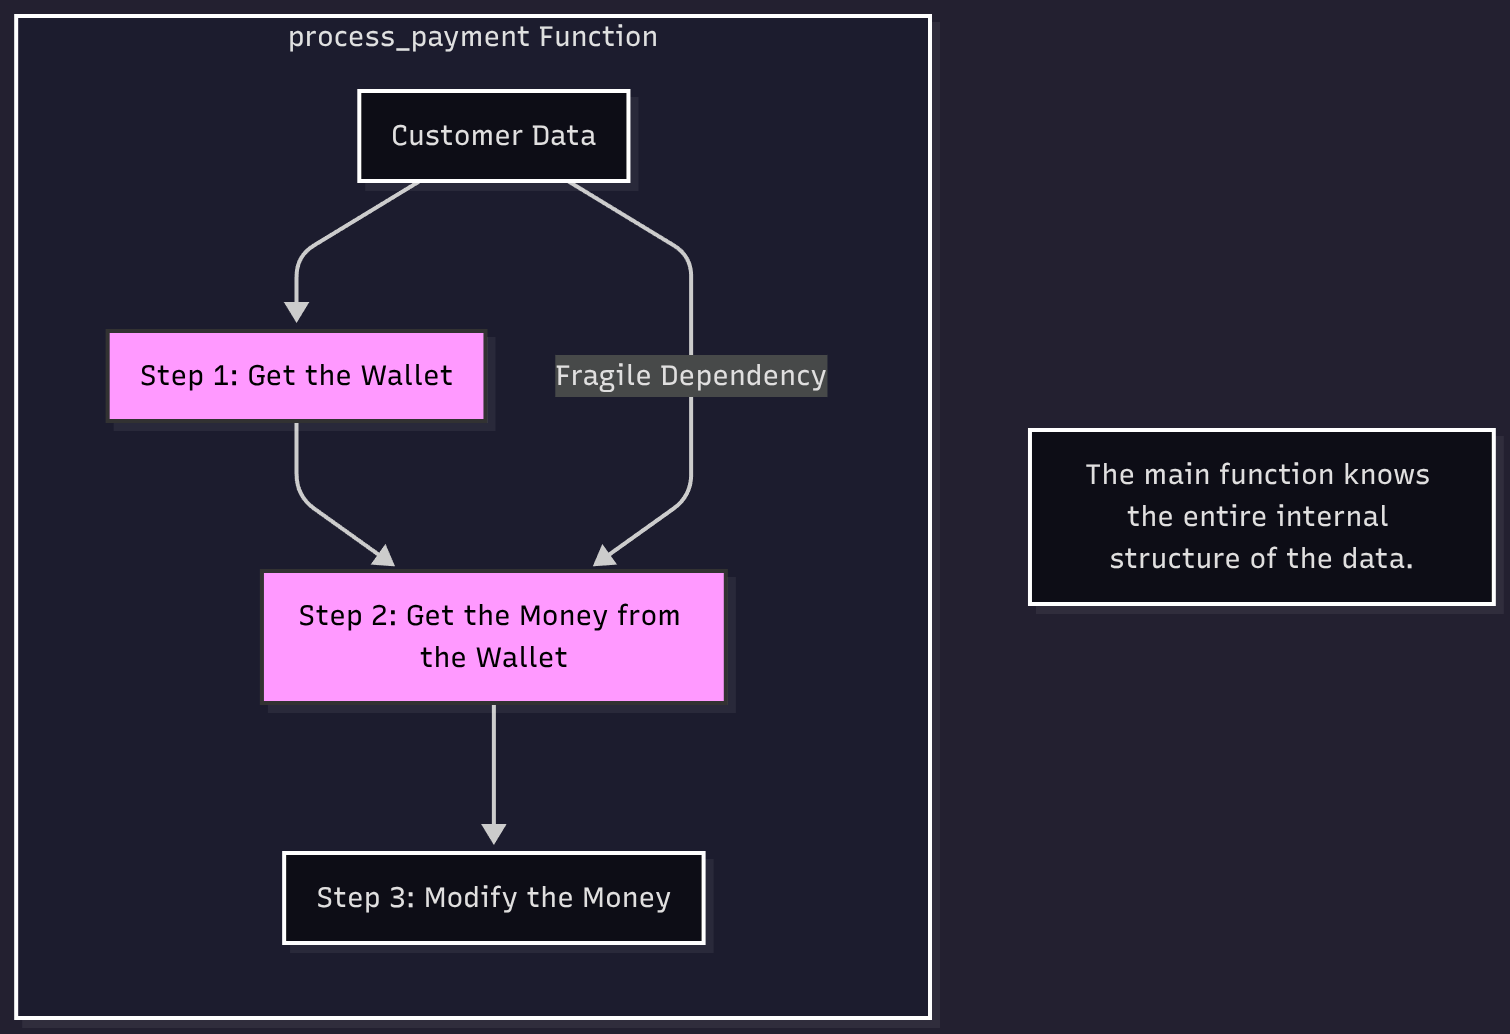 process_payment Function
Customer Data
Step 1: Get the Wallet
Fragile Dependency
The main function knows
the entire internal
structure of the data.
Step 2: Get the Money from
the Wallet
Step 3: Modify the Money